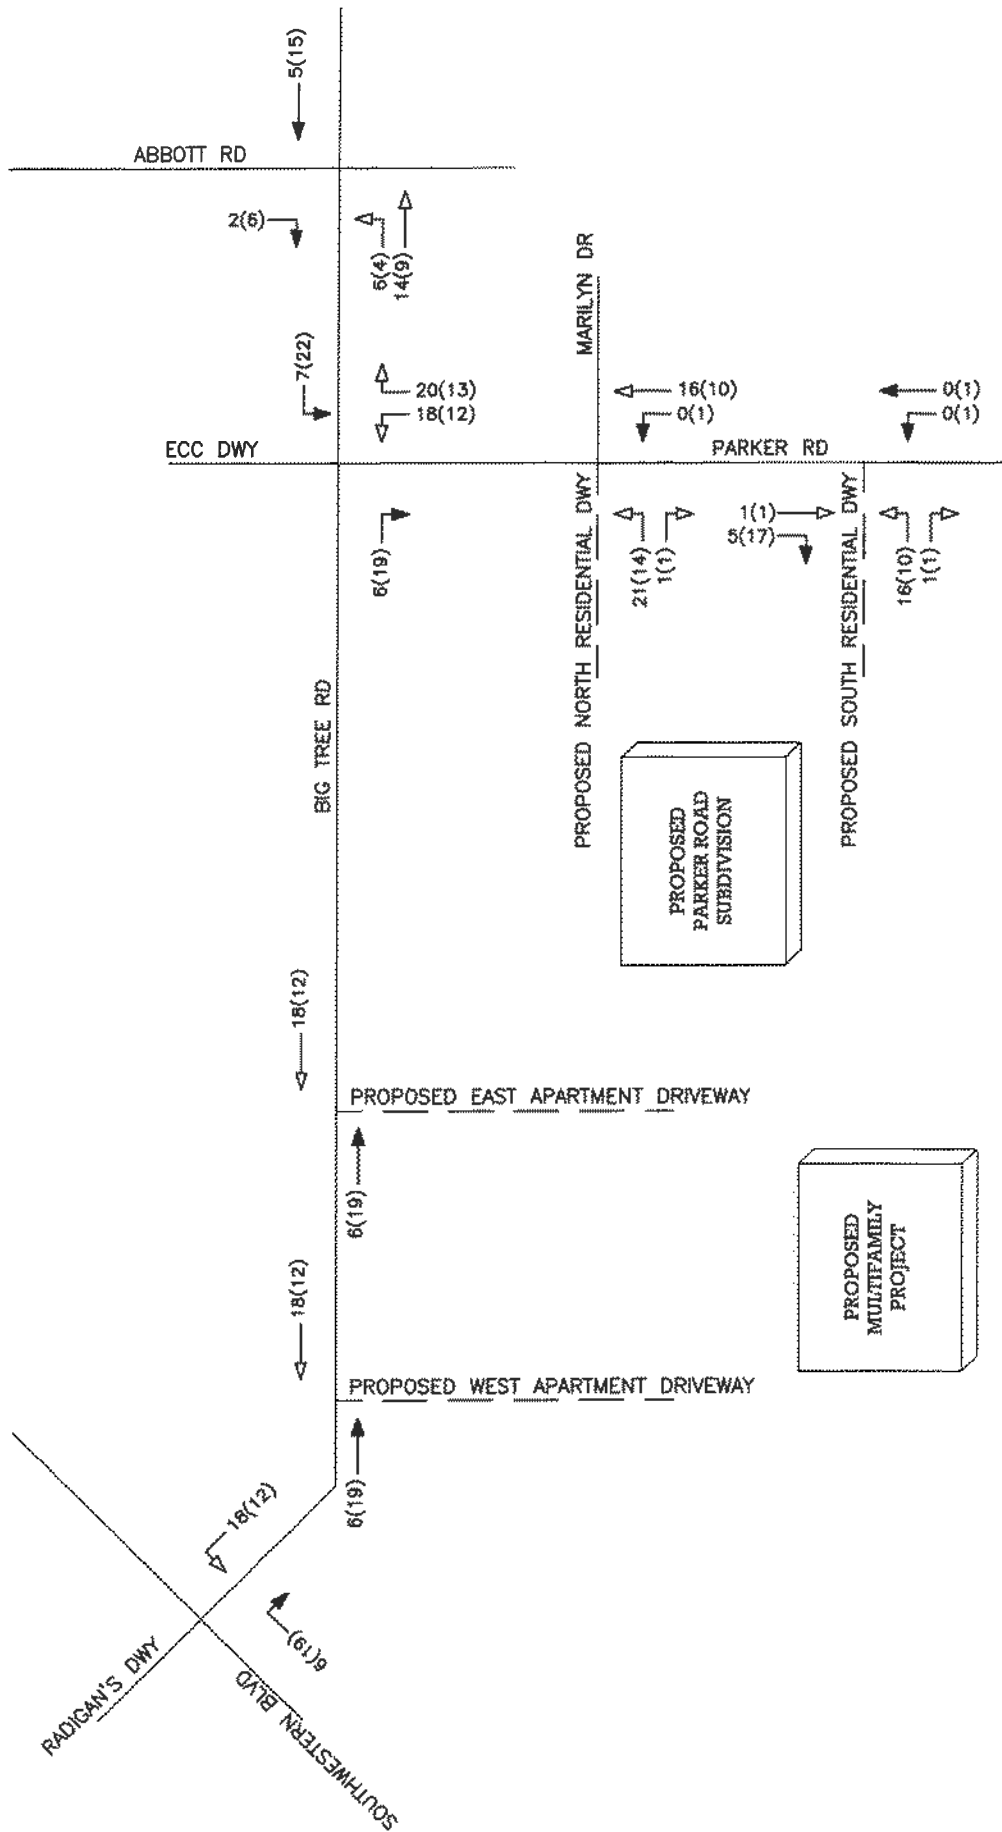 5(15)
ABBOTT RD
2(6)
6(4)
14(9)
7(22)
20(13)
18(12)
ECC DWY
6(19)
MARILYN DR
16(10)
0(1)
PARKER RD
0(1)
0(1)
21(14)
1(1)
1(1)
5(17)
16(10)
1(1)
BIG TREE RD
PROPOSED NORTH RESIDENTIAL DWY
PROPOSED SOUTH RESIDENTIAL DWY
PROPOSED
PARKER ROAD
SUBDIVISION
18(12)
PROPOSED EAST APARTMENT DRIVEWAY
6(19)
18(12)
PROPOSED
MULTIFAMILY
PROJECT
PROPOSED WEST APARTMENT DRIVEWAY
6(19)
18(12)
6(19)
RADIGAN'S DWY
SOUTHWESTERN BLVD